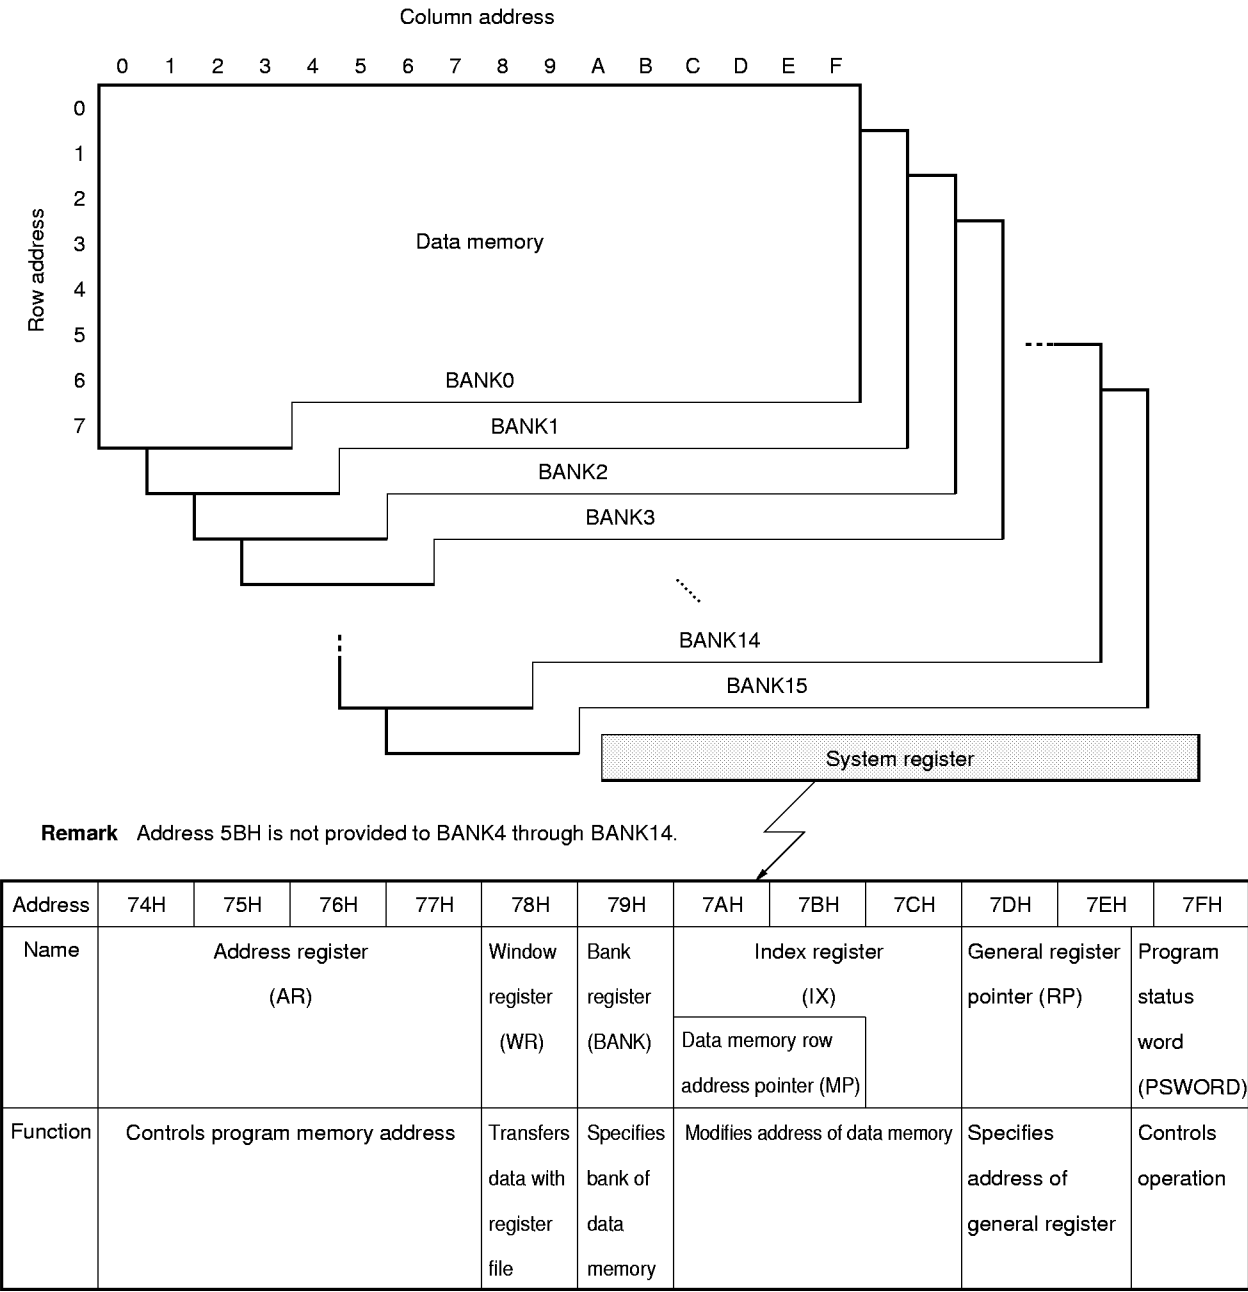 Column address
0 1 2 3 4 5 6 7 8 9 A B C D E F
0
1
2
3
4
5
6
7
Row address
Data memory
BANK0
BANK1
BANK2
BANK3
BANK14
BANK15
System register
Remark Address 5BH is not provided to BANK4 through BANK14.
Address 74H 75H 76H 77H 78H 79H 7AH 7BH 7CH 7DH 7EH 7FH
Name
Address register
(AR)
Window
register
(WR)
Bank
register
(BANK)
Index register
(IX)
Data memory row
address pointer (MP)
General register
pointer (RP)
Program
status
word
(PSWORD)
Function
Controls program memory address
Transfers
data with
register
file
Specifies
bank of
data
memory
Modifies address of data memory
Specifies
address of
general register
Controls
operation